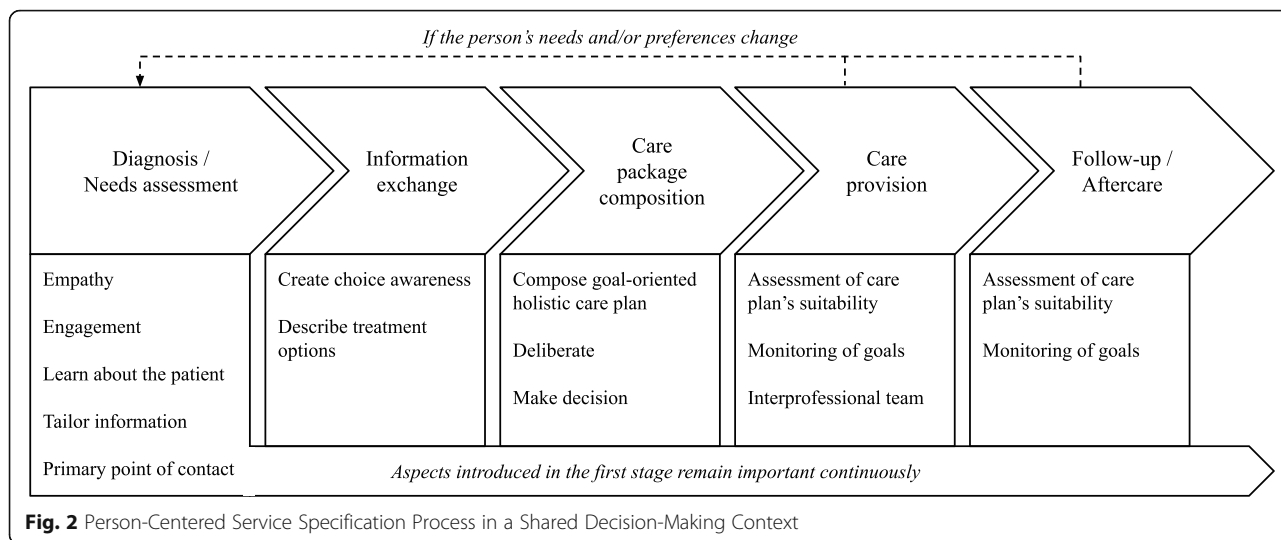 If the person's needs and/or preferences change
Diagnosis /
Needs assessment
Information
exchange
Care
package
composition
Care
provision
Follow-up /
Aftercare
Empathy
Engagement
Learn about the patient
Tailor information
Primary point of contact
Create choice awareness
Describe treatment
options
Compose goal-oriented
holistic care plan
Deliberate
Make decision
Assessment of care
plan's suitability
Monitoring of goals
Interprofessional team
Assessment of care
plan's suitability
Monitoring of goals
Aspects introduced in the first stage remain important continuously
Fig. 2 Person-Centered Service Specification Process in a Shared Decision-Making Context